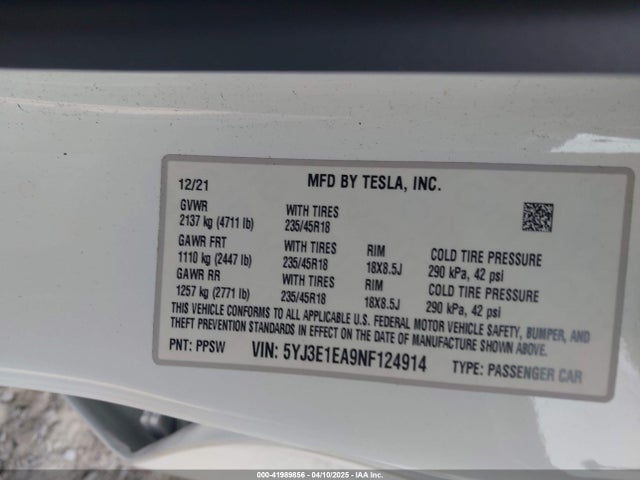 12/21 MFD BY TESLA, INC.
GVWR WITH TIRES
2137 kg (4711 lb) 235/45R18
GAWR FRT WITH TIRES RIM COLD TIRE PRESSURE
1110 kg (2447 lb) 235/45R18 18X8.5J 290 kPa, 42 psi
GAWR RR WITH TIRES RIM COLD TIRE PRESSURE
1257 kg (2771 lb) 235/45R18 18X8.5J 290 kPa, 42 psi
THIS VEHICLE CONFORMS TO ALL APPLICABLE U.S. FEDERAL MOTOR VEHICLE SAFETY, BUMPER, AND
THEFT PREVENTION STANDARDS IN EFFECT ON THE DATE OF MANUFACTURE SHOWN ABOVE.
PNT: PPSW VIN: 5YJ3E1EA9NF124914 TYPE: PASSENGER CAR
000-41989856 - 04/10/2025 - IAA Inc.